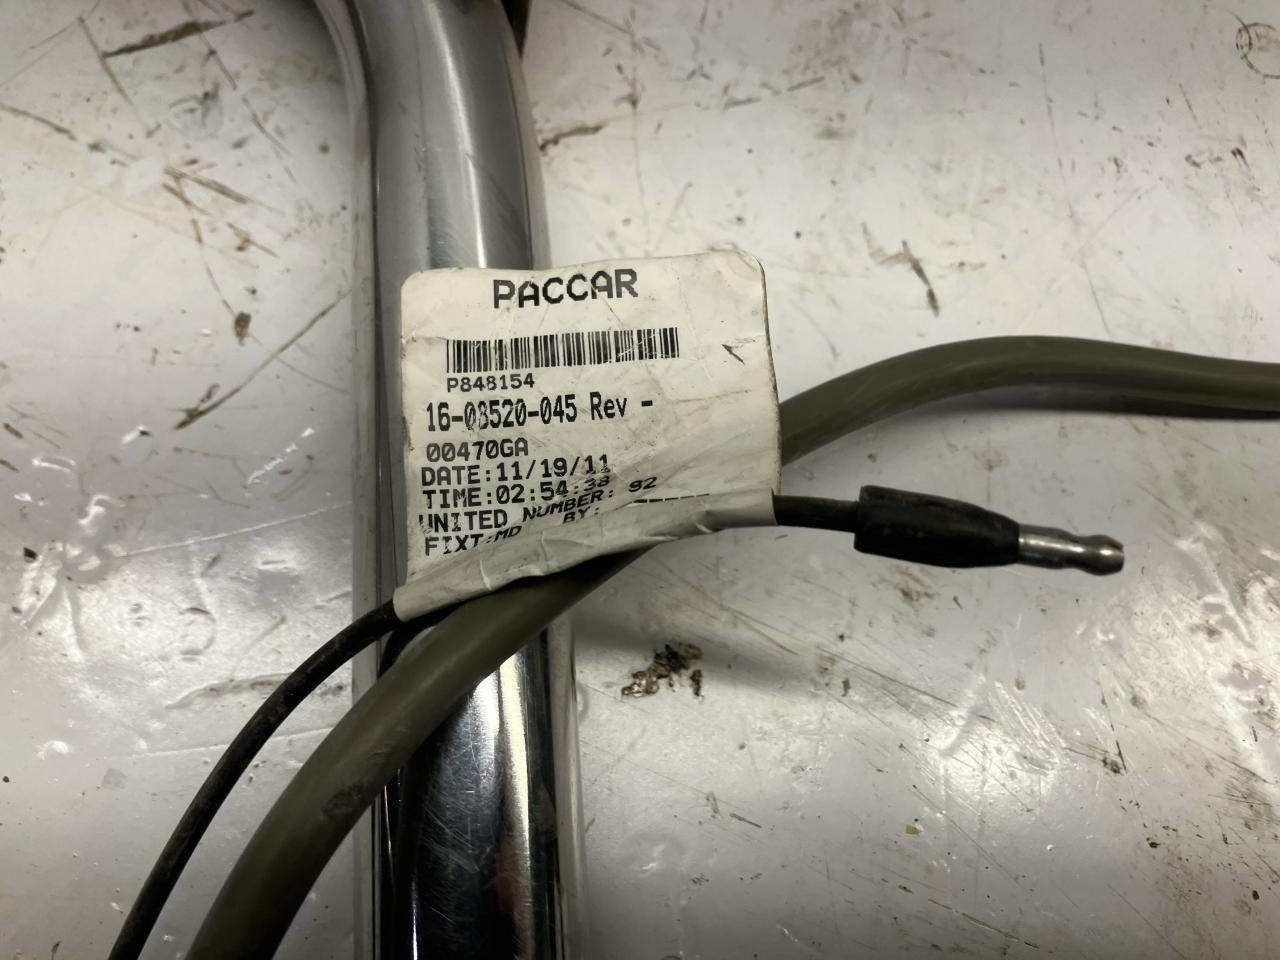 PACCAR
P848154
16-08520-045 Rev -
00470GA
DATE:11/19/11
TIME:02:54:38
UNITED NUMBER: 92
FIXT:MD BY: